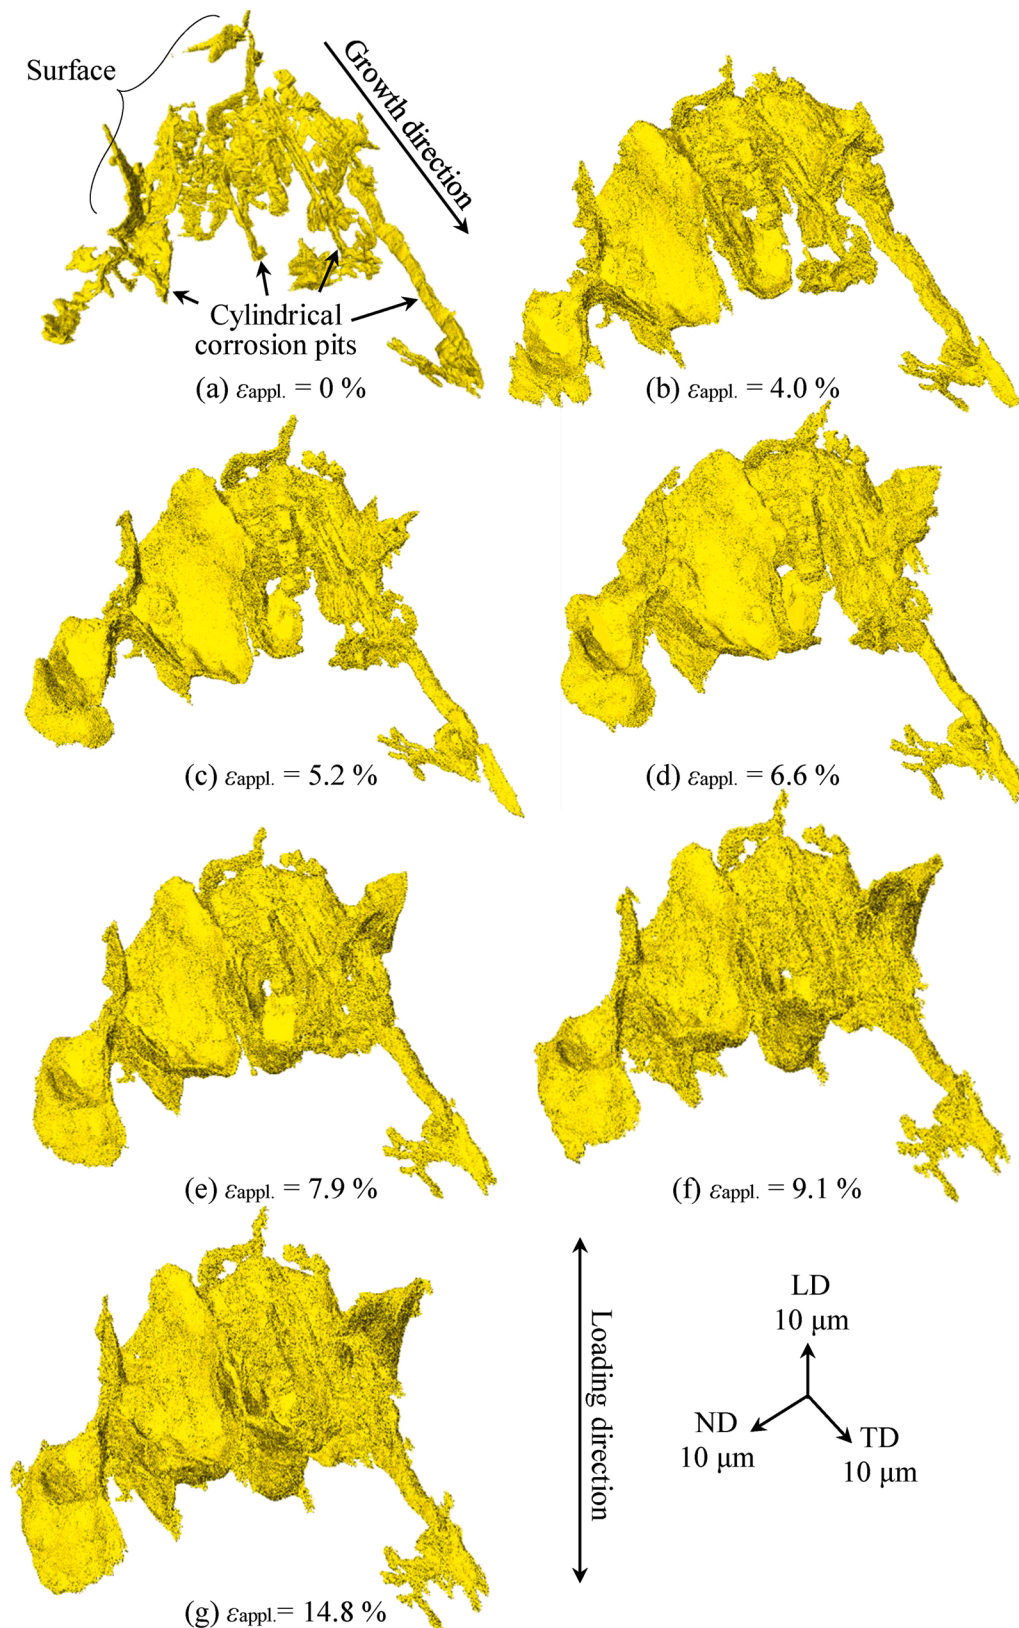 Surface
Growth direction
Cylindrical
corrosion pits
(a) εappl. = 0 %
(b) εappl. = 4.0 %
(c) εappl. = 5.2 %
(d) εappl. = 6.6 %
(e) εappl. = 7.9 %
(f) εappl. = 9.1 %
(g) εappl.= 14.8 %
Loading direction
LD
10 μm
ND
10 μm
TD
10 μm